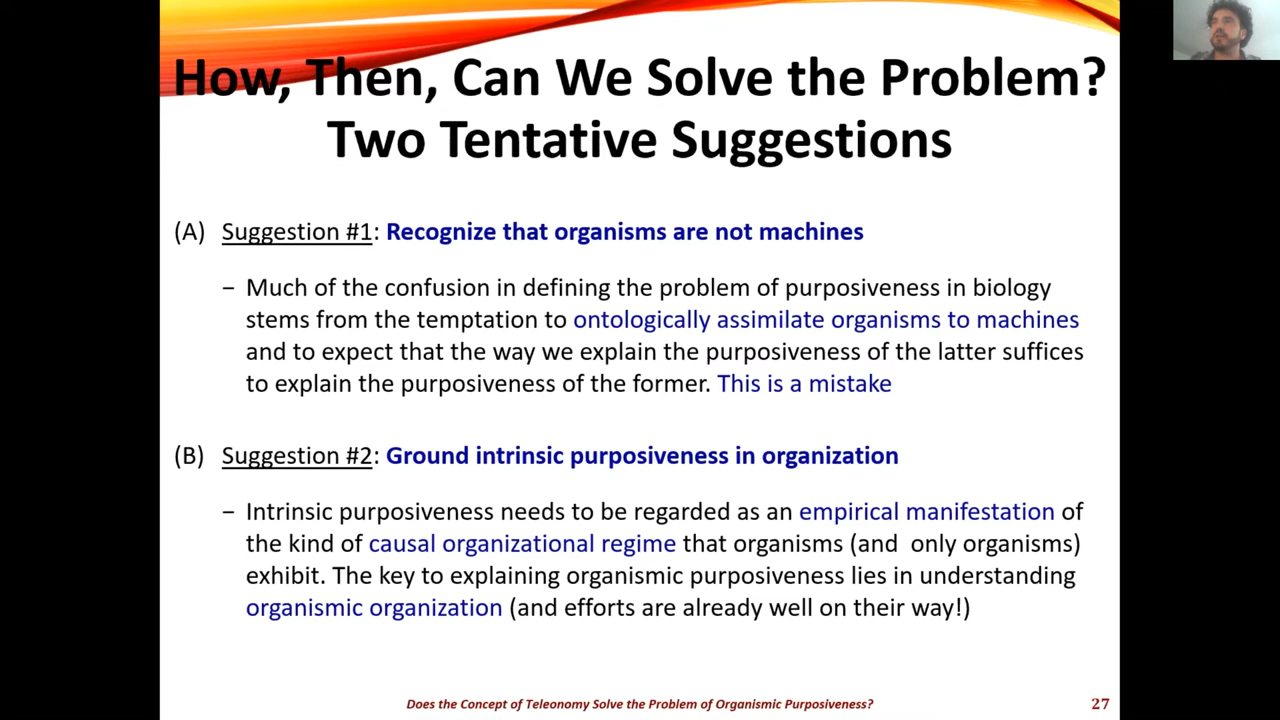 How, Then, Can We Solve the Problem?
Two Tentative Suggestions
(A) Suggestion #1: Recognize that organisms are not machines
– Much of the confusion in defining the problem of purposiveness in biology
stems from the temptation to ontologically assimilate organisms to machines
and to expect that the way we explain the purposiveness of the latter suffices
to explain the purposiveness of the former. This is a mistake
(B) Suggestion #2: Ground intrinsic purposiveness in organization
– Intrinsic purposiveness needs to be regarded as an empirical manifestation of
the kind of causal organizational regime that organisms (and only organisms)
exhibit. The key to explaining organismic purposiveness lies in understanding
organismic organization (and efforts are already well on their way!)
Does the Concept of Teleonomy Solve the Problem of Organismic Purposiveness?
27